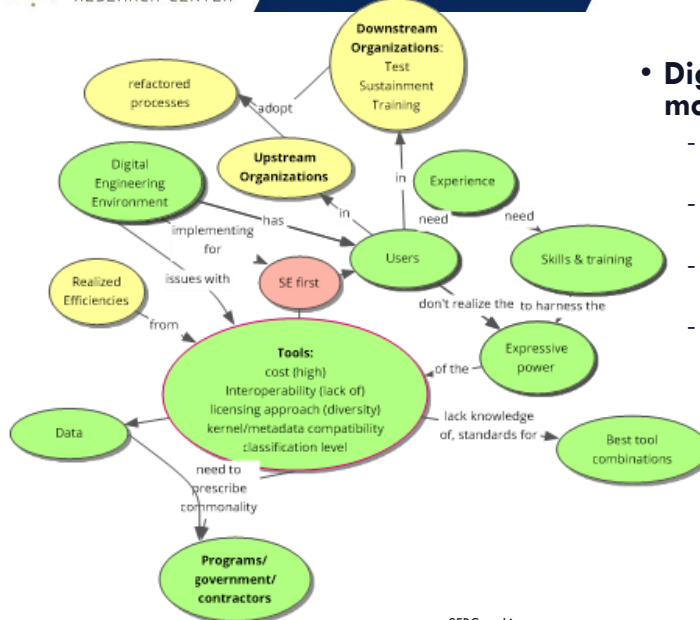 RESEARCH CENTER
Downstream
Organizations:
Test
Sustainment
Training
refactored
processes
adopt
Upstream
Organizations
Digital
Engineering
Environment
in
Experience
in
need
need
has
implementing
for
Users
Skills & training
issues with
SE first
Realized
Efficiencies
don't realize the
to harness the
from
Expressive
power
Tools:
cost (high)
Interoperability (lack of)
licensing approach (diversity)
kernel/metadata compatibility
classification level
of the
lack knowledge
of, standards for
Data
Best tool
combinations
need to
prescribe
commonality
Programs/
government/
contractors
• Dig
mo
-
-
-
-